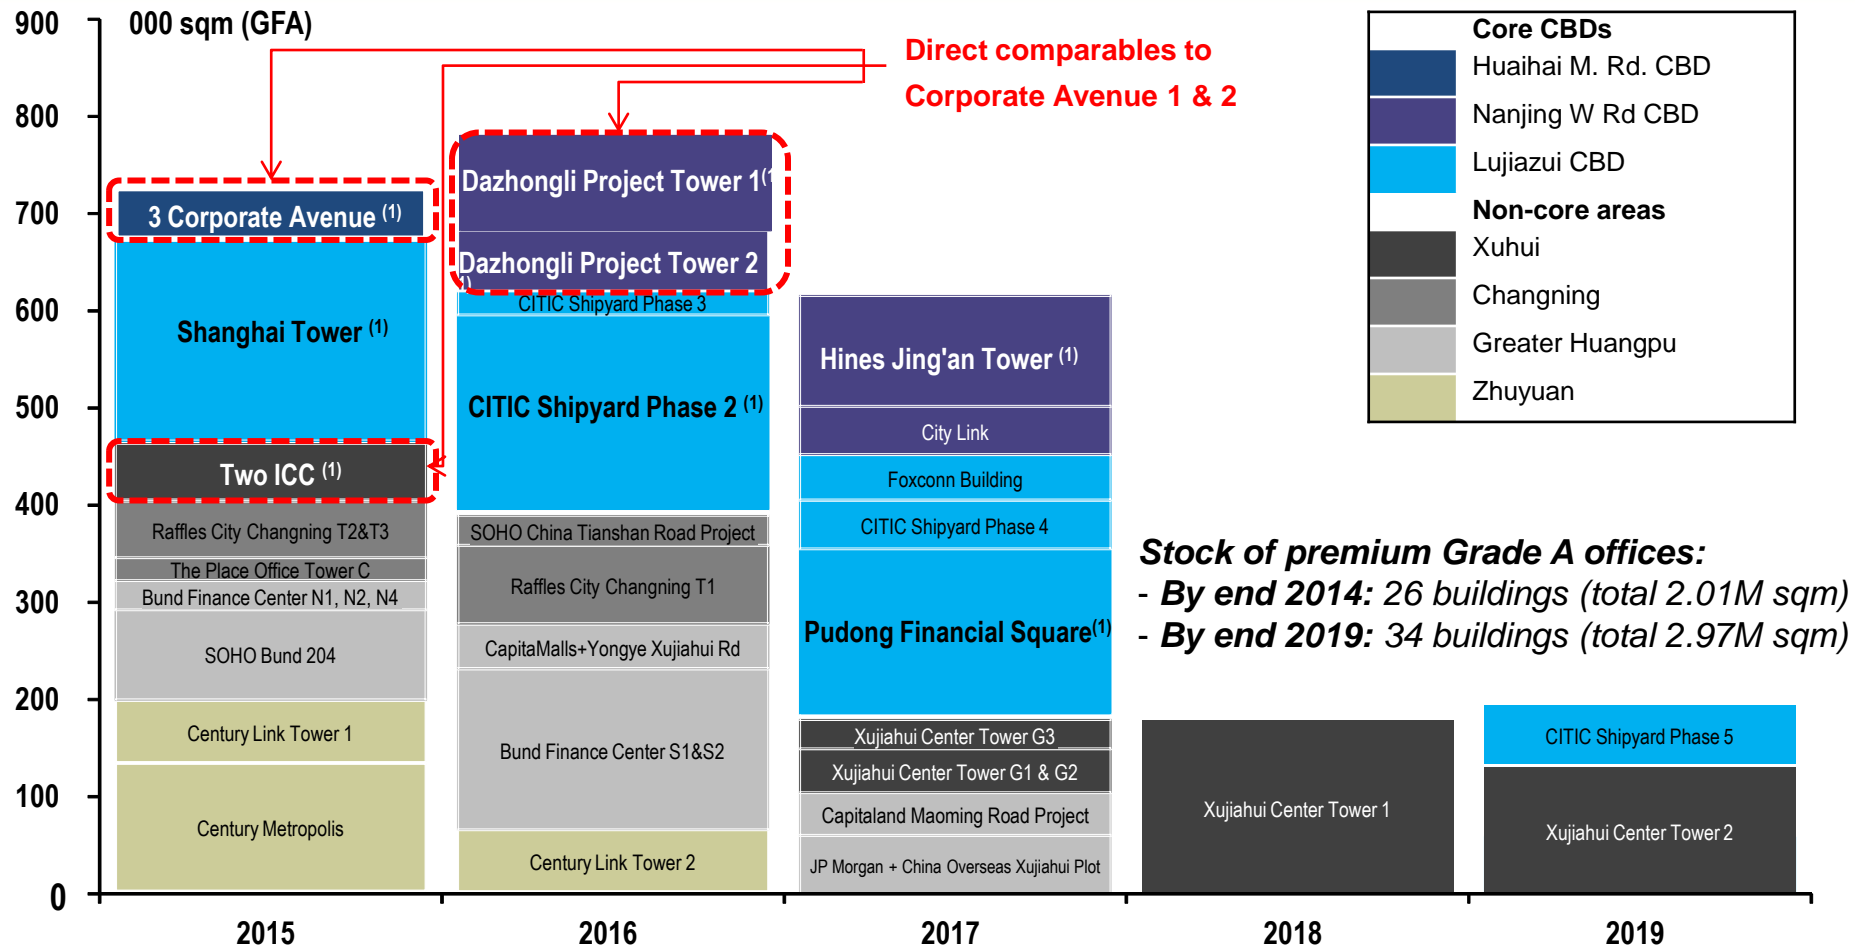 000 sqm (GFA)
900
800
700
600
500
400
300
200
100
0
Direct comparables to
Corporate Avenue 1 & 2
Core CBDs
Huaihai M. Rd. CBD
Nanjing W Rd CBD
Lujiazui CBD
Non-core areas
Xuhui
Changning
Greater Huangpu
Zhuyuan
3 Corporate Avenue (1)
Shanghai Tower (1)
Two ICC (1)
Raffles City Changning T2&T3
The Place Office Tower C
Bund Finance Center N1, N2, N4
SOHO Bund 204
Century Link Tower 1
Century Metropolis
Dazhongli Project Tower 1(1
Dazhongli Project Tower 2
1)
CITIC Shipyard Phase 3
CITIC Shipyard Phase 2 (1)
SOHO China Tianshan Road Project
Raffles City Changning T1
CapitaMalls+Yongye Xujiahui Rd
Bund Finance Center S1&S2
Century Link Tower 2
Hines Jing'an Tower (1)
City Link
Foxconn Building
CITIC Shipyard Phase 4
Pudong Financial Square(1)
Xujiahui Center Tower G3
Xujiahui Center Tower G1 & G2
Capitaland Maoming Road Project
JP Morgan + China Overseas Xujiahui Plot
Stock of premium Grade A offices:
- By end 2014: 26 buildings (total 2.01M sqm)
- By end 2019: 34 buildings (total 2.97M sqm)
Xujiahui Center Tower 1
CITIC Shipyard Phase 5
Xujiahui Center Tower 2
2015
2016
2017
2018
2019